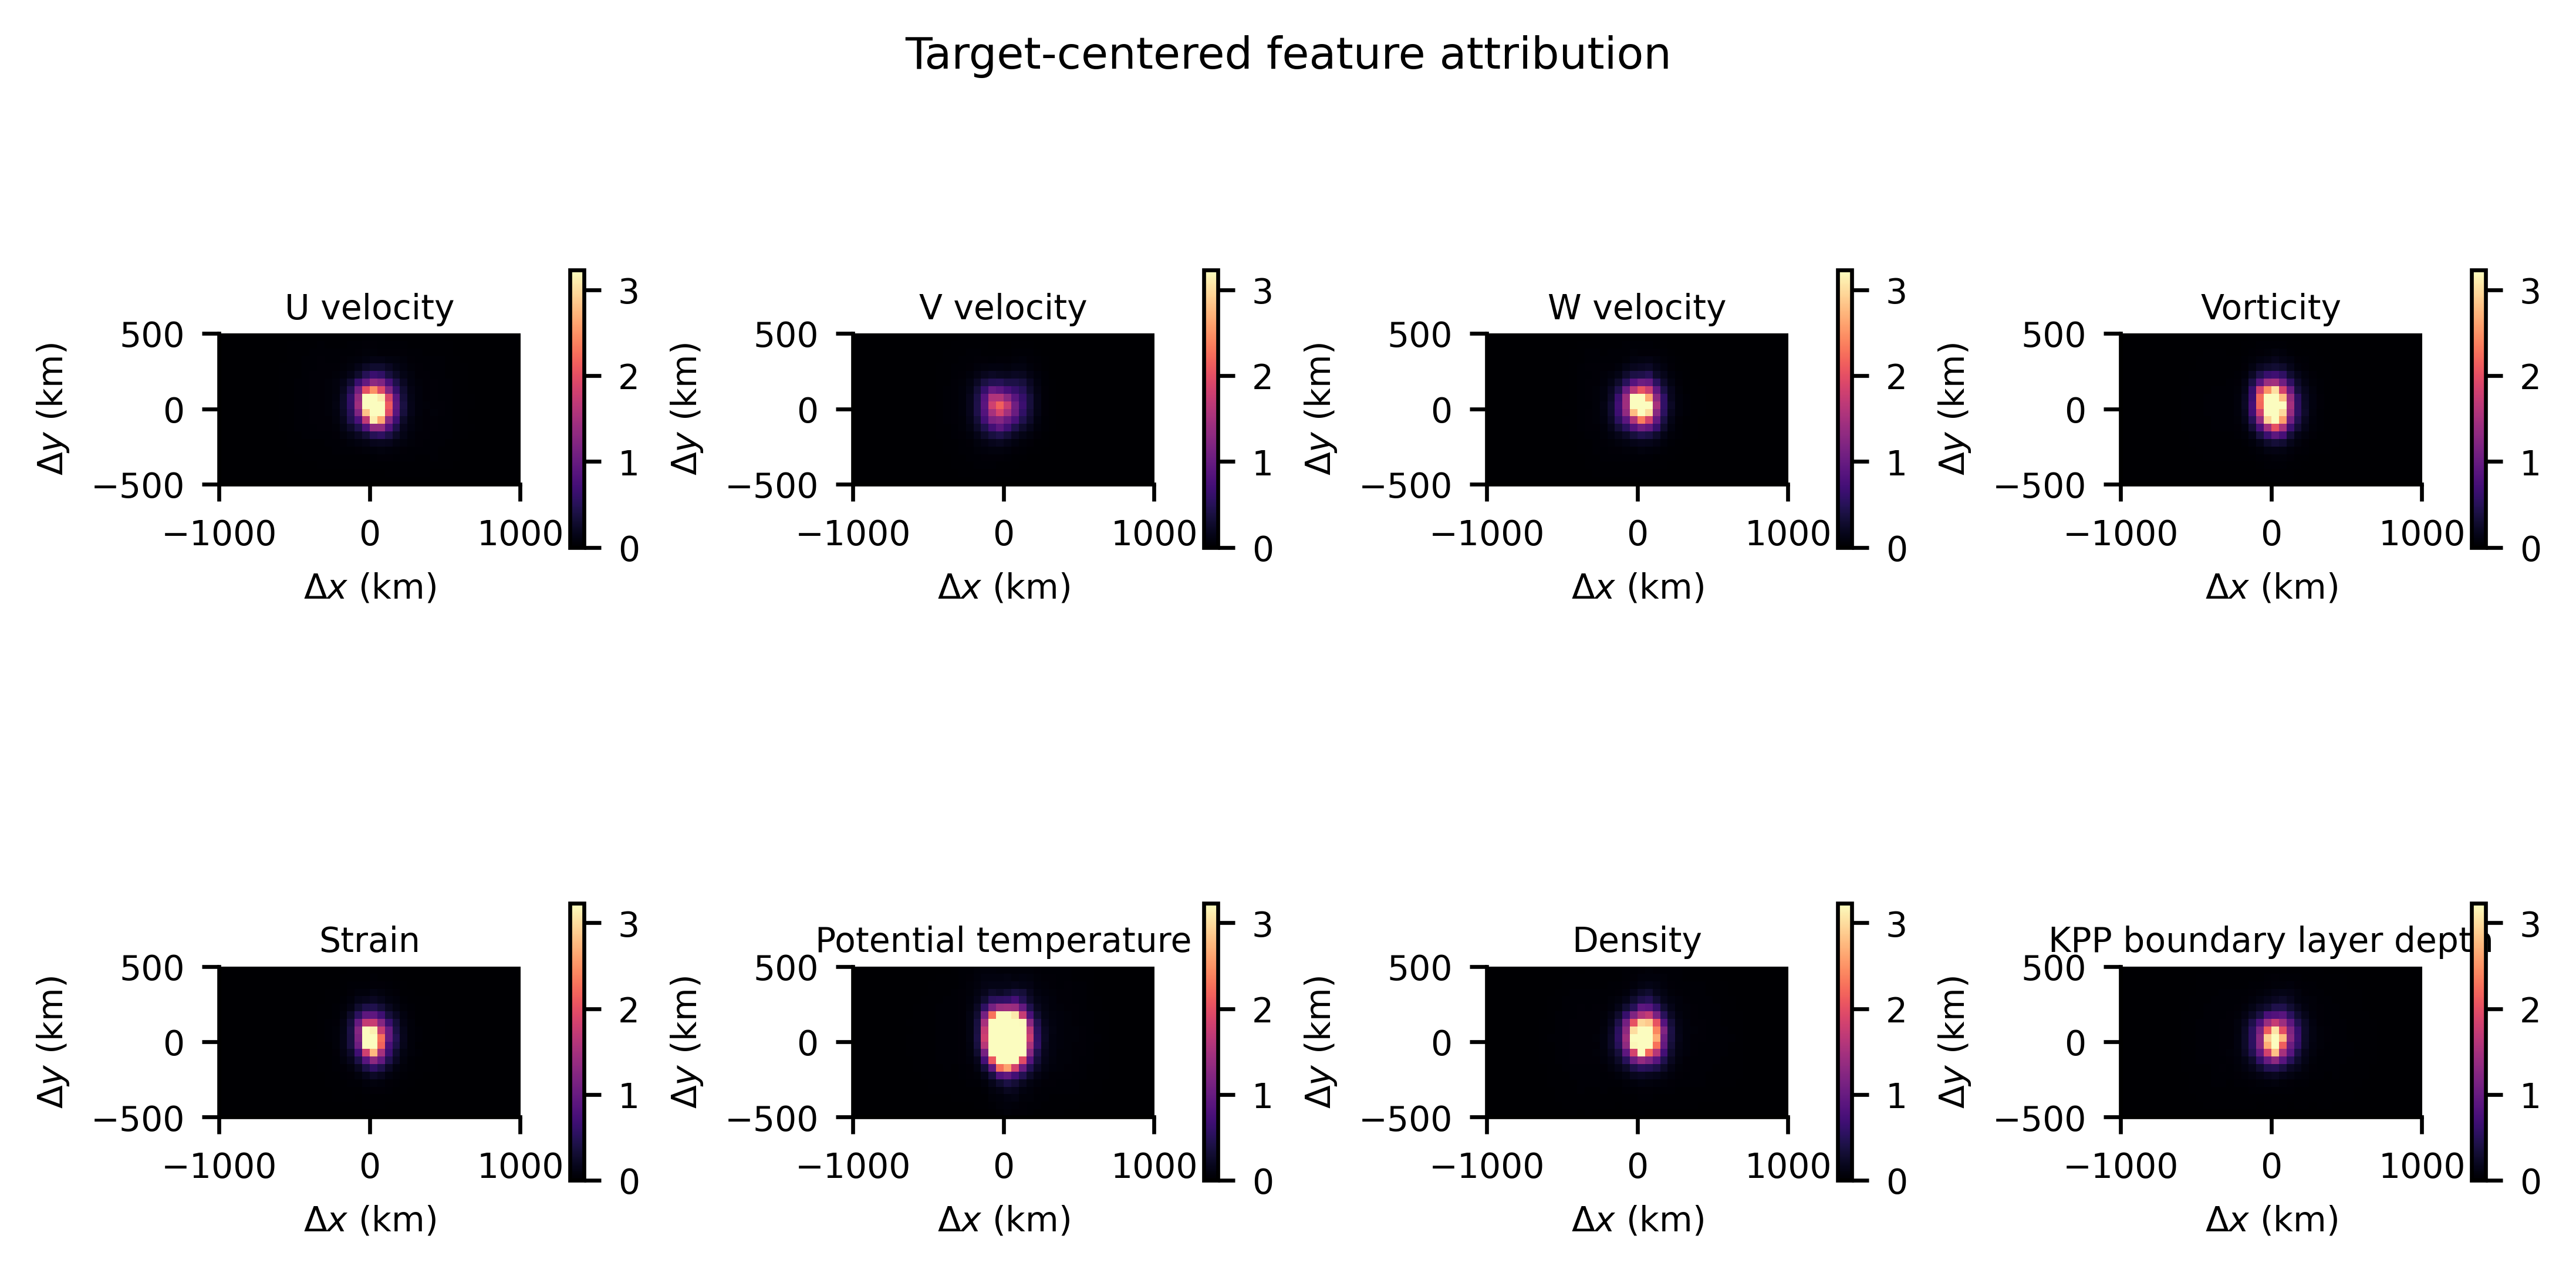 Target-centered feature attribution
U velocity
V velocity
W velocity
Vorticity
Δy (km)
500
0
−500
3
2
1
0
Δy (km)
500
0
−500
3
2
1
0
Δy (km)
500
0
−500
3
2
1
0
Δy (km)
500
0
−500
3
2
1
0
−1000 0 1000
−1000 0 1000
−1000 0 1000
−1000 0 1000
Δx (km)
Δx (km)
Δx (km)
Δx (km)
Strain
Potential temperature
Density
KPP boundary layer depth
Δy (km)
500
0
−500
3
2
1
0
Δy (km)
500
0
−500
3
2
1
0
Δy (km)
500
0
−500
3
2
1
0
Δy (km)
500
0
−500
3
2
1
0
−1000 0 1000
−1000 0 1000
−1000 0 1000
−1000 0 1000
Δx (km)
Δx (km)
Δx (km)
Δx (km)